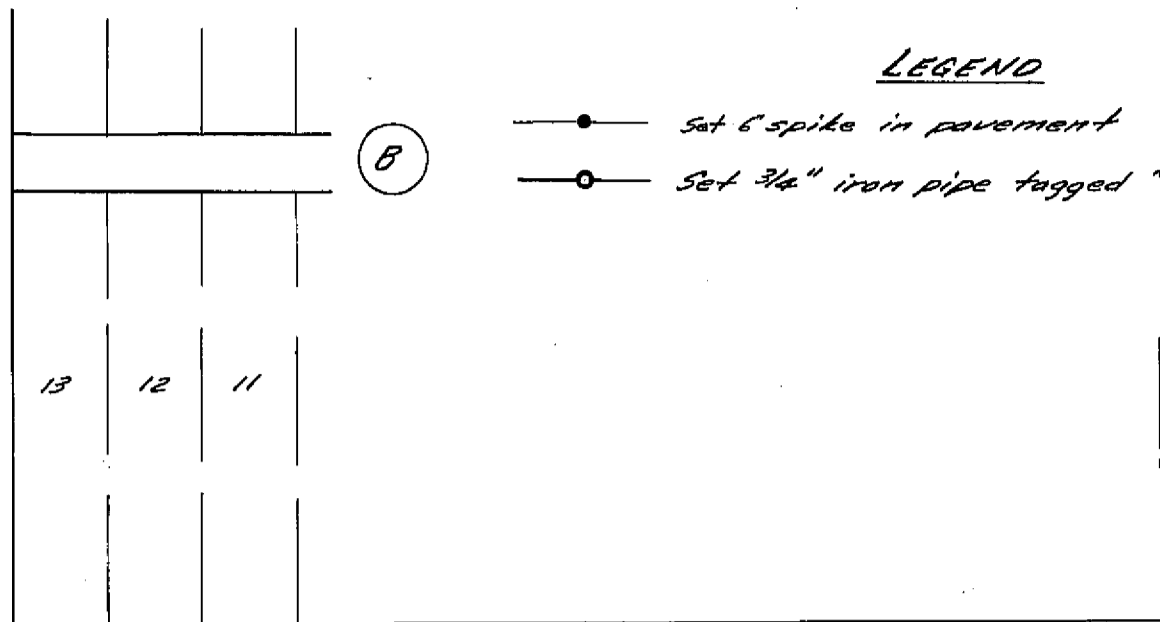 LEGEND
Set 6" spike in pavement
B
Set 3/4" iron pipe tagged "
13 12 11